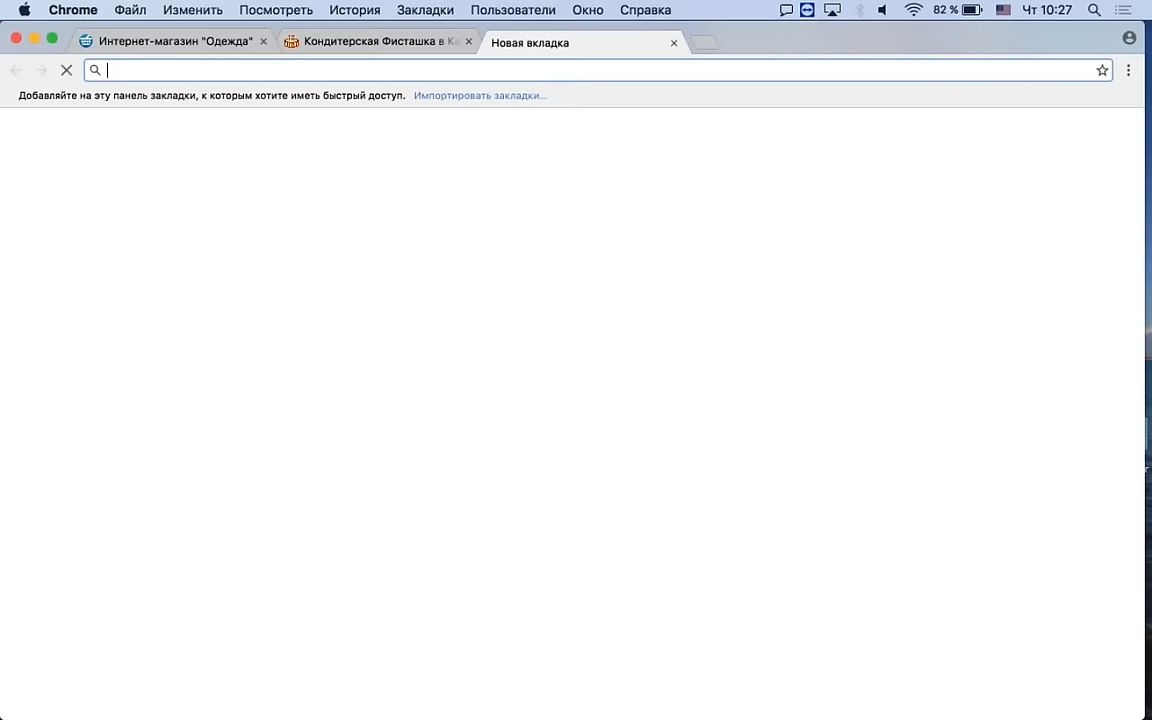 Chrome Файл Изменить Посмотреть История Закладки Пользователи Окно Справка 82 % Чт 10:27
Интернет-магазин "Одежда" Кондитерская Фисташка в Ка Новая вкладка
Добавляйте на эту панель закладки, к которым хотите иметь быстрый доступ. Импортировать закладки...